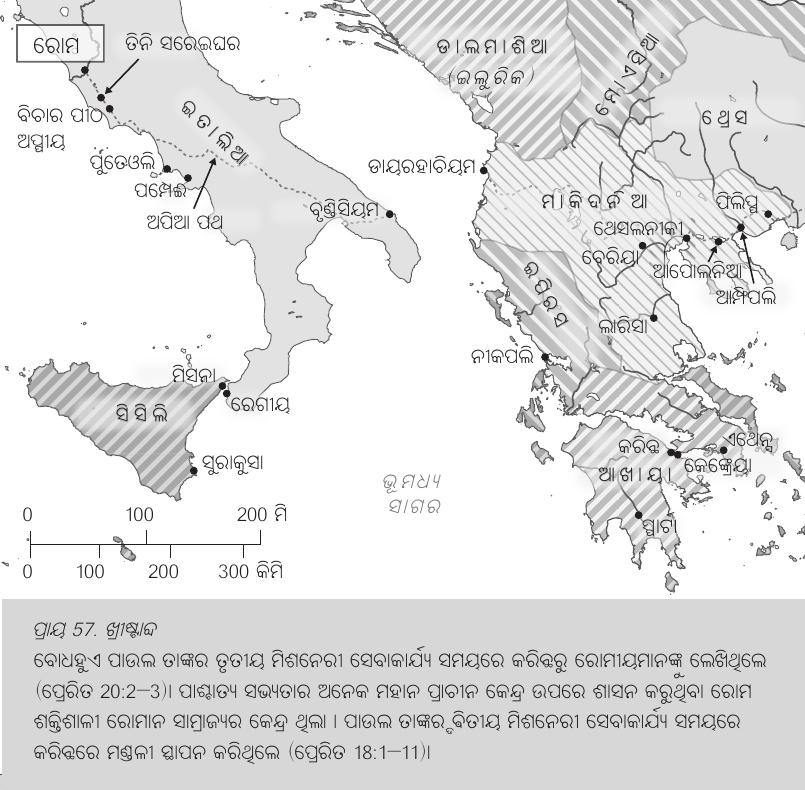 ରୋମ
ତିନି ସରେଇଘର
ଡାଲମାଶିଆ
(ଇଲୁରିକ)
ମୋଏସିଆ
ଥ୍ରେସ
ବିଚାର ପୀଠ
ଅପ୍ପୀୟ
ଇତାଲିଆ
ପୁତେଓଲି
ପମ୍ପେଈ
ଅପିଆ ପଥ
ବୃଣ୍ଡିସିୟମ
ଡାୟରହାଚିୟମ
ମାକିଦନିଆ
ଫିଲିପ୍ପ
ଥେସଲନୀକୀ
ବେରିୟା
ଆପୋଲନିଆ
ଆମ୍ଫିପଲି
ଇପିରସ
ଲାରିସା
ନୀକପଲି
ମିସନା
ରେଗୀୟ
ସିସିଲି
ସୁରାକୁସା
କରିନ୍ଥ
ଏଥେନ୍ସ
କେଙ୍କ୍ରେୟା
ଆଖାୟା
ସ୍ପାର୍ଟା
ଭୂମଧ୍ୟ
ସାଗର
0 100 200 ମି
0 100 200 300 କିମି
ପ୍ରାୟ 57. ଖ୍ରୀଷ୍ଟାବ୍ଦ
ବୋଧହୁଏ ପାଉଲ ତାଙ୍କର ତୃତୀୟ ମିଶନେରୀ ସେବାକାର୍ଯ୍ୟ ସମୟରେ କରିନ୍ଥରୁ ରୋମୀୟମାନଙ୍କୁ ଲେଖିଥିଲେ
(ପ୍ରେରିତ 20:2–3)। ପାଶ୍ଚାତ୍ୟ ସଭ୍ୟତାର ଅନେକ ମହାନ ପ୍ରାଚୀନ କେନ୍ଦ୍ର ଉପରେ ଶାସନ କରୁଥିବା ରୋମ
ଶକ୍ତିଶାଳୀ ରୋମାନ ସାମ୍ରାଜ୍ୟର କେନ୍ଦ୍ର ଥିଲା । ପାଉଲ ତାଙ୍କର ଦ୍ଵିତୀୟ ମିଶନେରୀ ସେବାକାର୍ଯ୍ୟ ସମୟରେ
କରିନ୍ଥରେ ମଣ୍ଡଳୀ ସ୍ଥାପନ କରିଥିଲେ (ପ୍ରେରିତ 18:1–11)।